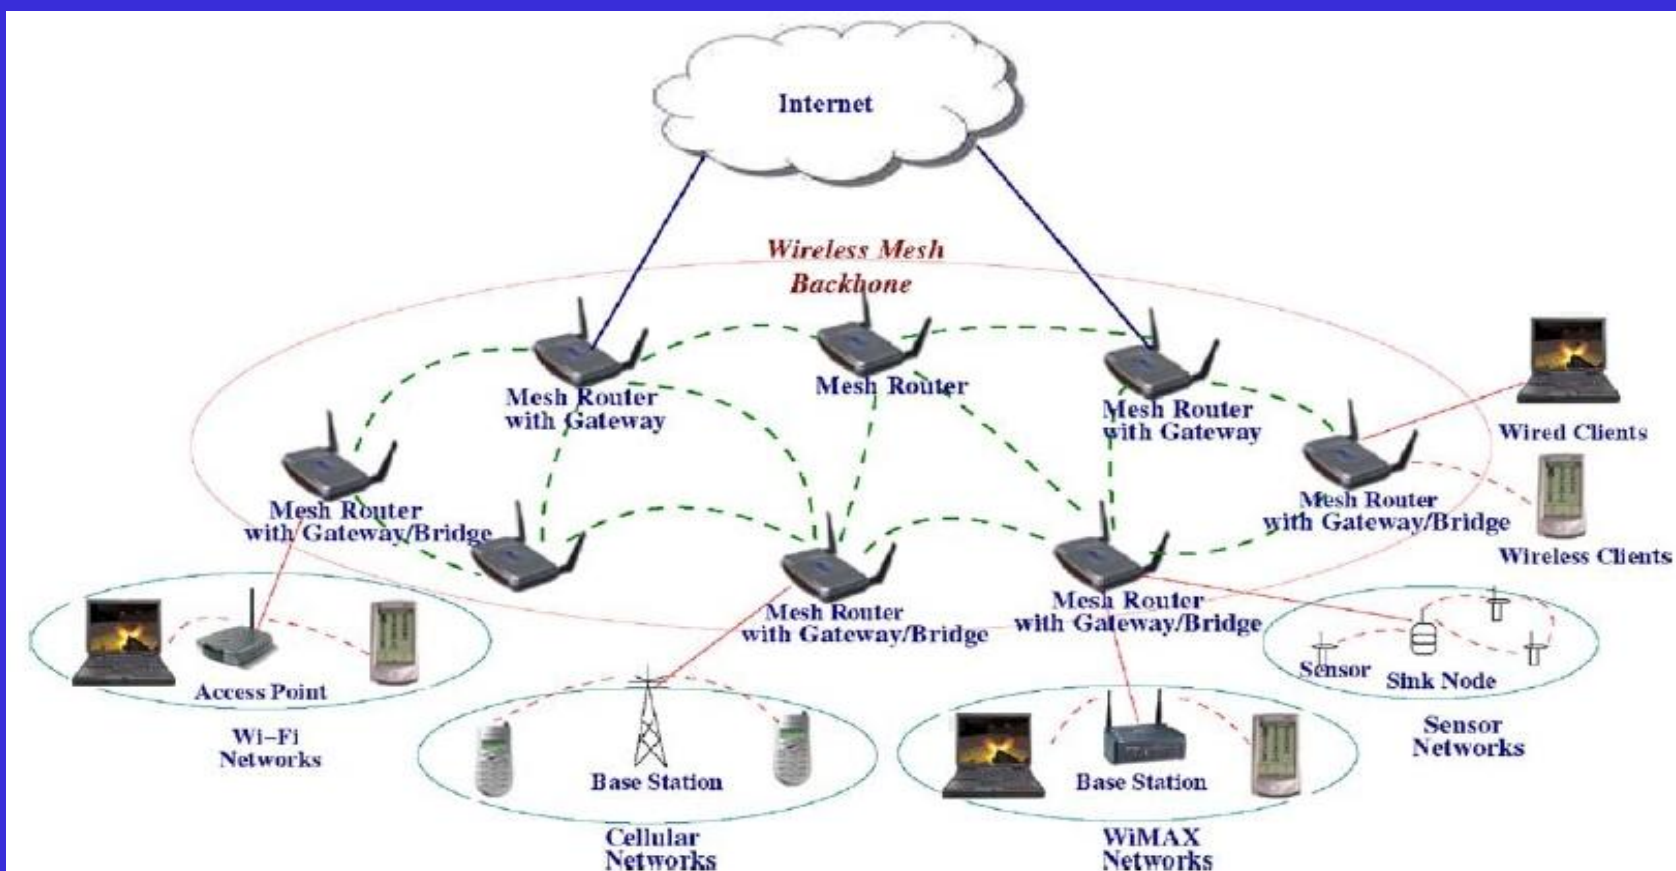 Internet
Wireless Mesh
Backbone
Mesh Router
with Gateway
Mesh Router
Mesh Router
with Gateway
Wired Clients
Mesh Router
with Gateway/Bridge
Mesh Router
with Gateway/Bridge
Wireless Clients
Mesh Router
with Gateway/Bridge
Mesh Router
with Gateway/Bridge
Access Point
Wi-Fi
Networks
Base Station
Cellular
Networks
Base Station
WiMAX
Networks
Sensor
Sink Node
Sensor
Networks